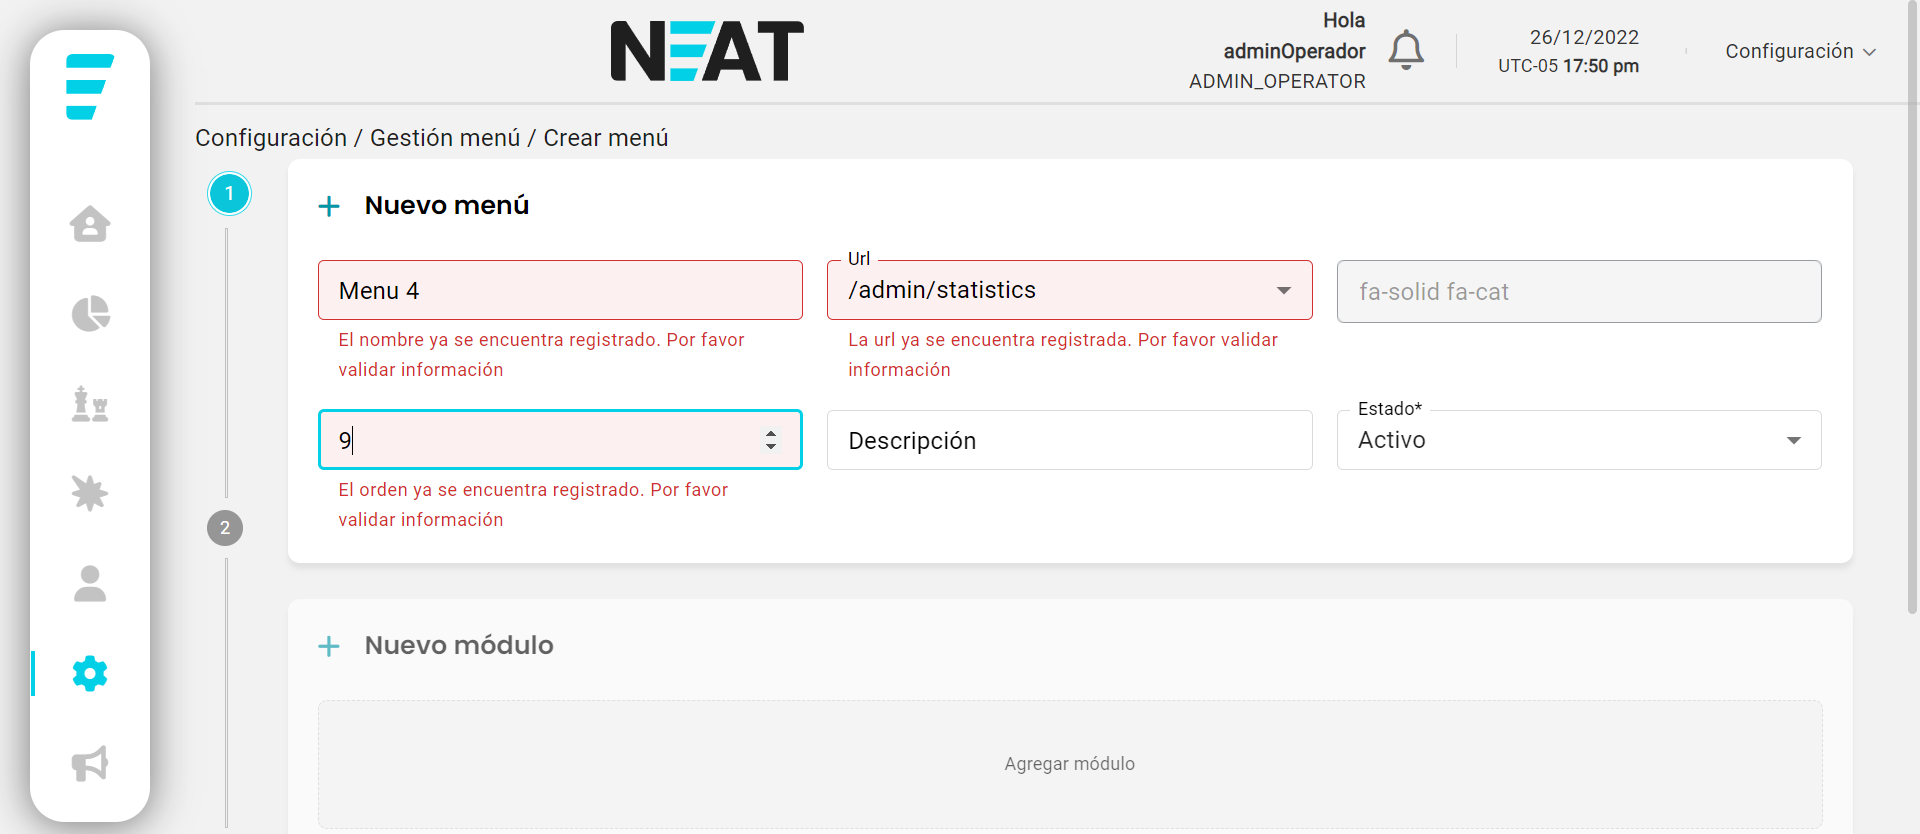 NEAT
Hola
adminOperador
ADMIN_OPERATOR
26/12/2022
UTC-05 17:50 pm
Configuración
Configuración / Gestión menú / Crear menú
1
Nuevo menú
Menu 4
El nombre ya se encuentra registrado. Por favor
validar información
Url
/admin/statistics
La url ya se encuentra registrada. Por favor validar
información
fa-solid fa-cat
9
El orden ya se encuentra registrado. Por favor
validar información
Descripción
Estado*
Activo
2
Nuevo módulo
Agregar módulo